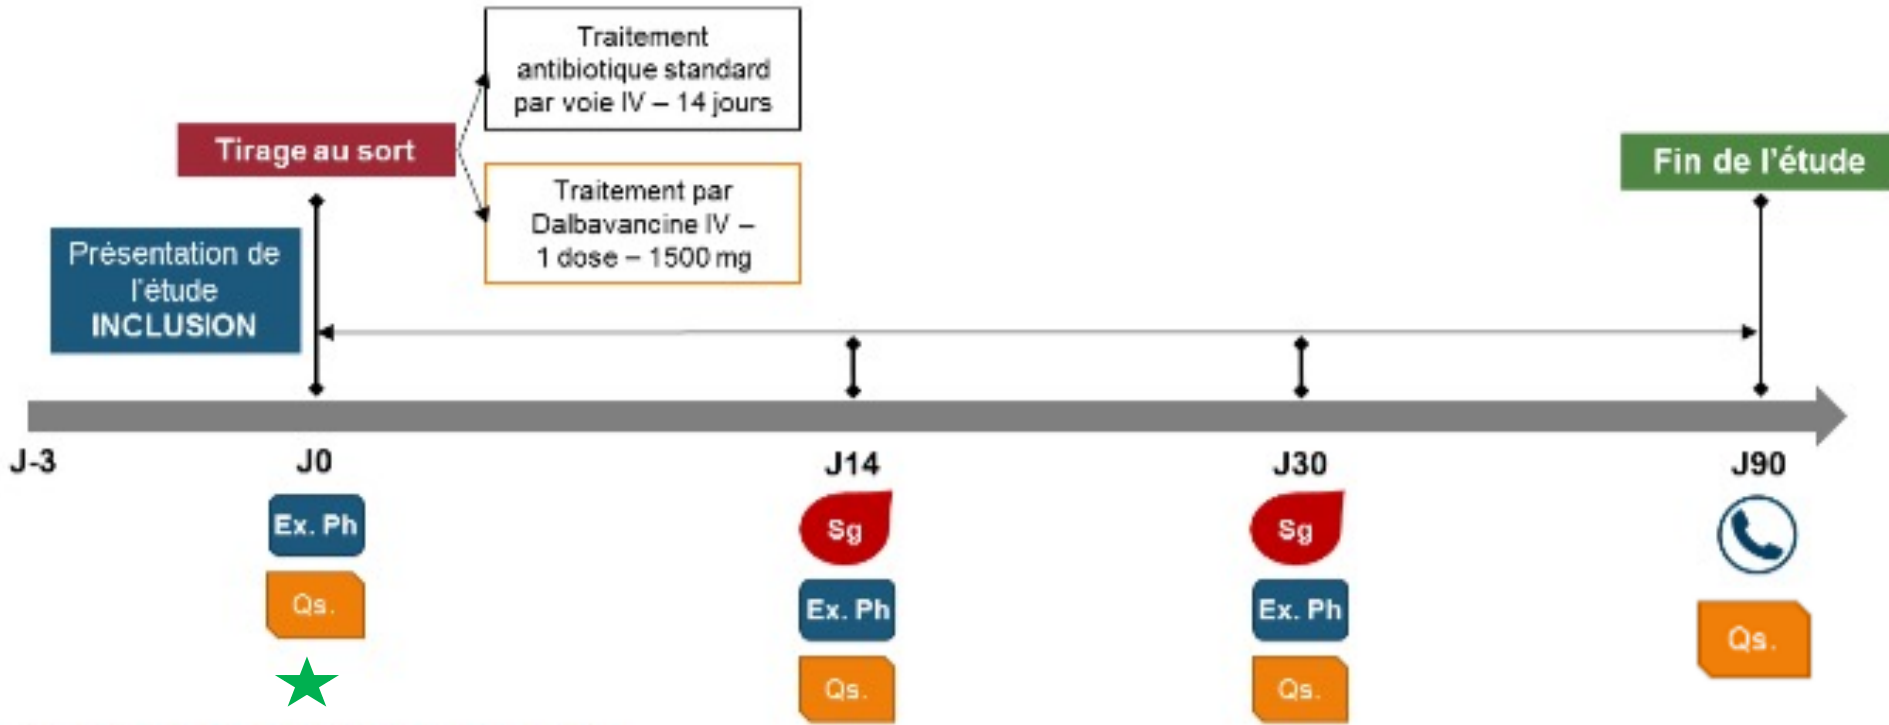 Traitement
antibiotique standard
par voie IV – 14 jours
Tirage au sort
Traitement par
Dalbavancine IV –
1 dose – 1500 mg
Fin de l'étude
Présentation de
l'étude
INCLUSION
J-3
J0
J14
J30
J90
Ex. Ph
Qs.
Sg
Ex. Ph
Qs.
Sg
Ex. Ph
Qs.
Qs.